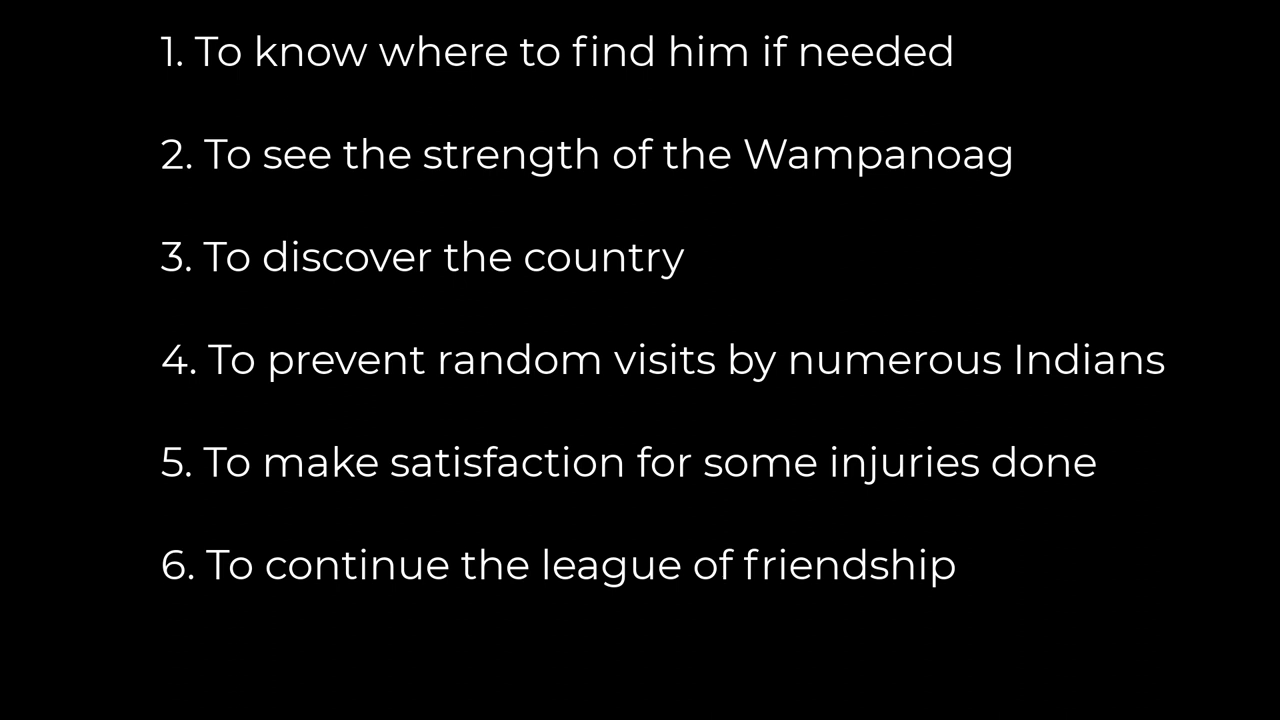 1. To know where to find him if needed
2. To see the strength of the Wampanoag
3. To discover the country
4. To prevent random visits by numerous Indians
5. To make satisfaction for some injuries done
6. To continue the league of friendship